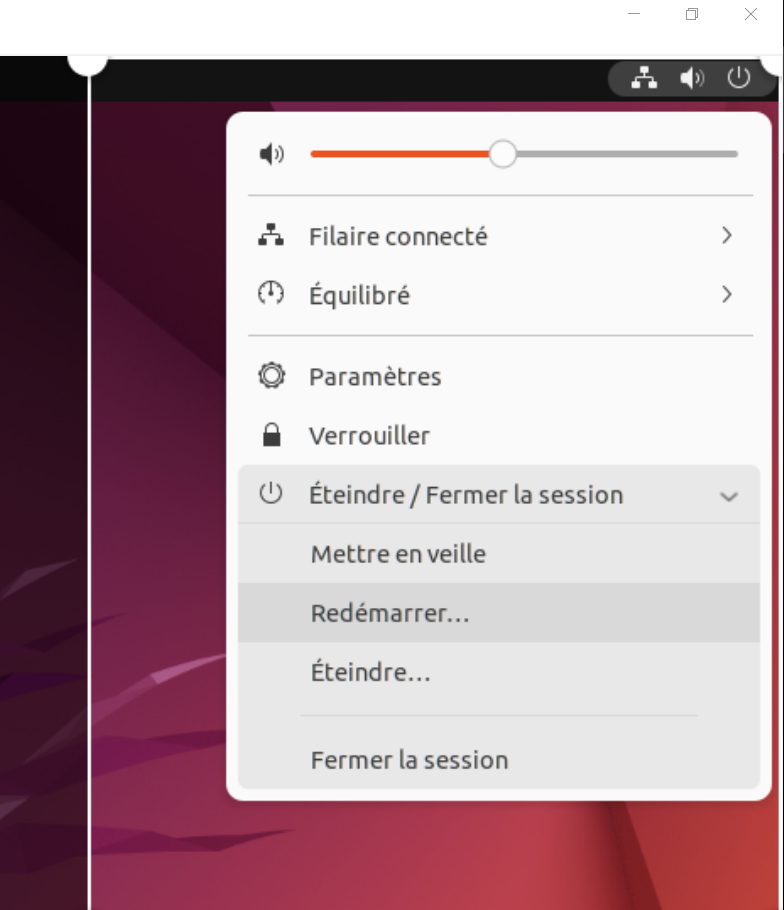 Filaire connecté
Équilibré
Paramètres
Verrouiller
Éteindre / Fermer la session
Mettre en veille
Redémarrer...
Éteindre...
Fermer la session